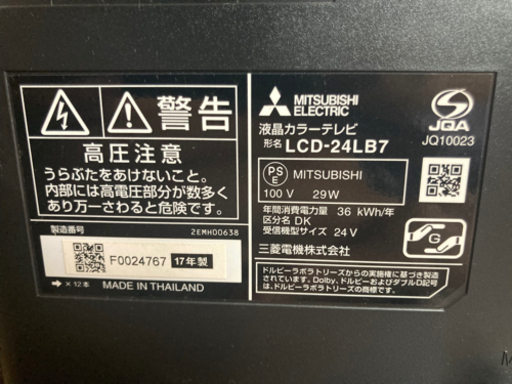 警告
高圧注意
うらぶたをあけないこと。
内部には高電圧部分が数多く
あり万一さわると危険です。
製造番号
2EMH00638
F0024767
17年製
→ × 12本
MADE IN THAILAND
MITSUBISHI
ELECTRIC
液晶カラーテレビ
形名 LCD-24LB7
JQA
JQ10023
PS
E
MITSUBISHI
100 V 29W
年間消費電力量 36 kWh/年
区分名 DK
受信機型サイズ 24 V
三菱電機株式会社
G
ドルビーラボラトリーズからの実施権に基づき製造
されています。Dolby、ドルビーおよびダブルD記号
は、ドルビーラボラトリーズの商標です。
M